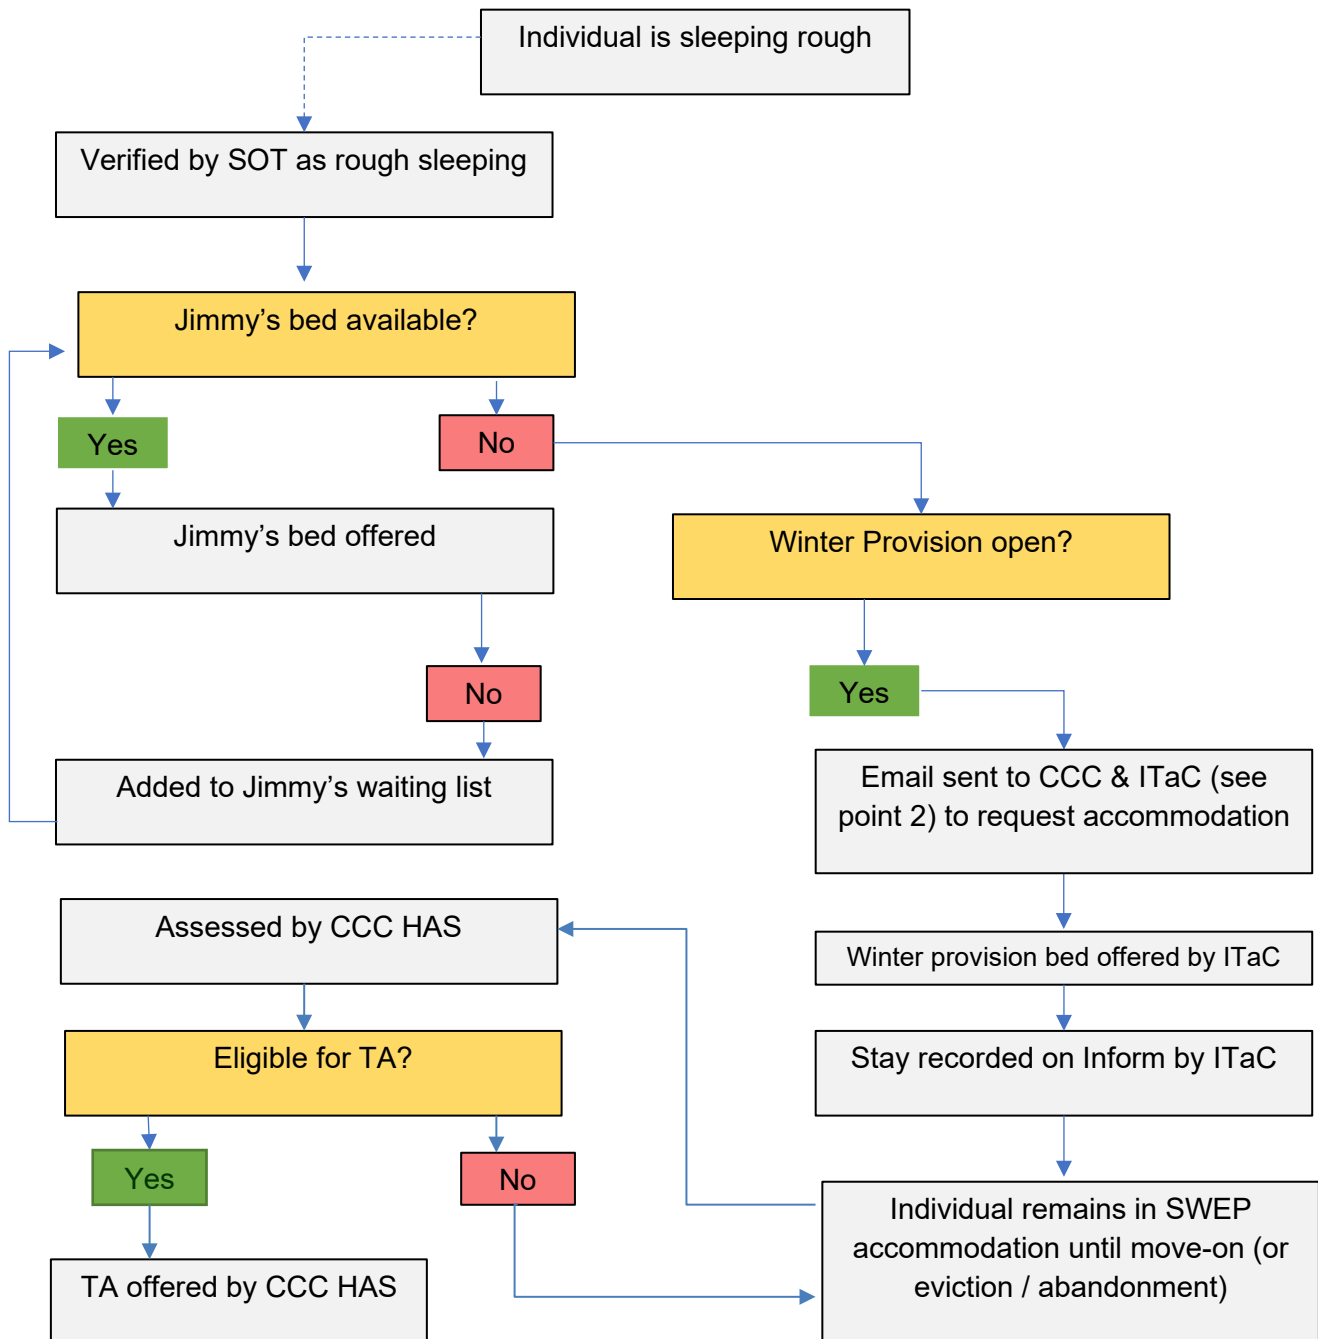 Individual is sleeping rough
Verified by SOT as rough sleeping
Jimmy’s bed available?
Yes
No
Jimmy’s bed offered
Winter Provision open?
No
Yes
Added to Jimmy’s waiting list
Email sent to CCC & ITaC (see
point 2) to request accommodation
Assessed by CCC HAS
Winter provision bed offered by ITaC
Eligible for TA?
Stay recorded on Inform by ITaC
Yes
No
Individual remains in SWEP
accommodation until move-on (or
eviction / abandonment)
TA offered by CCC HAS